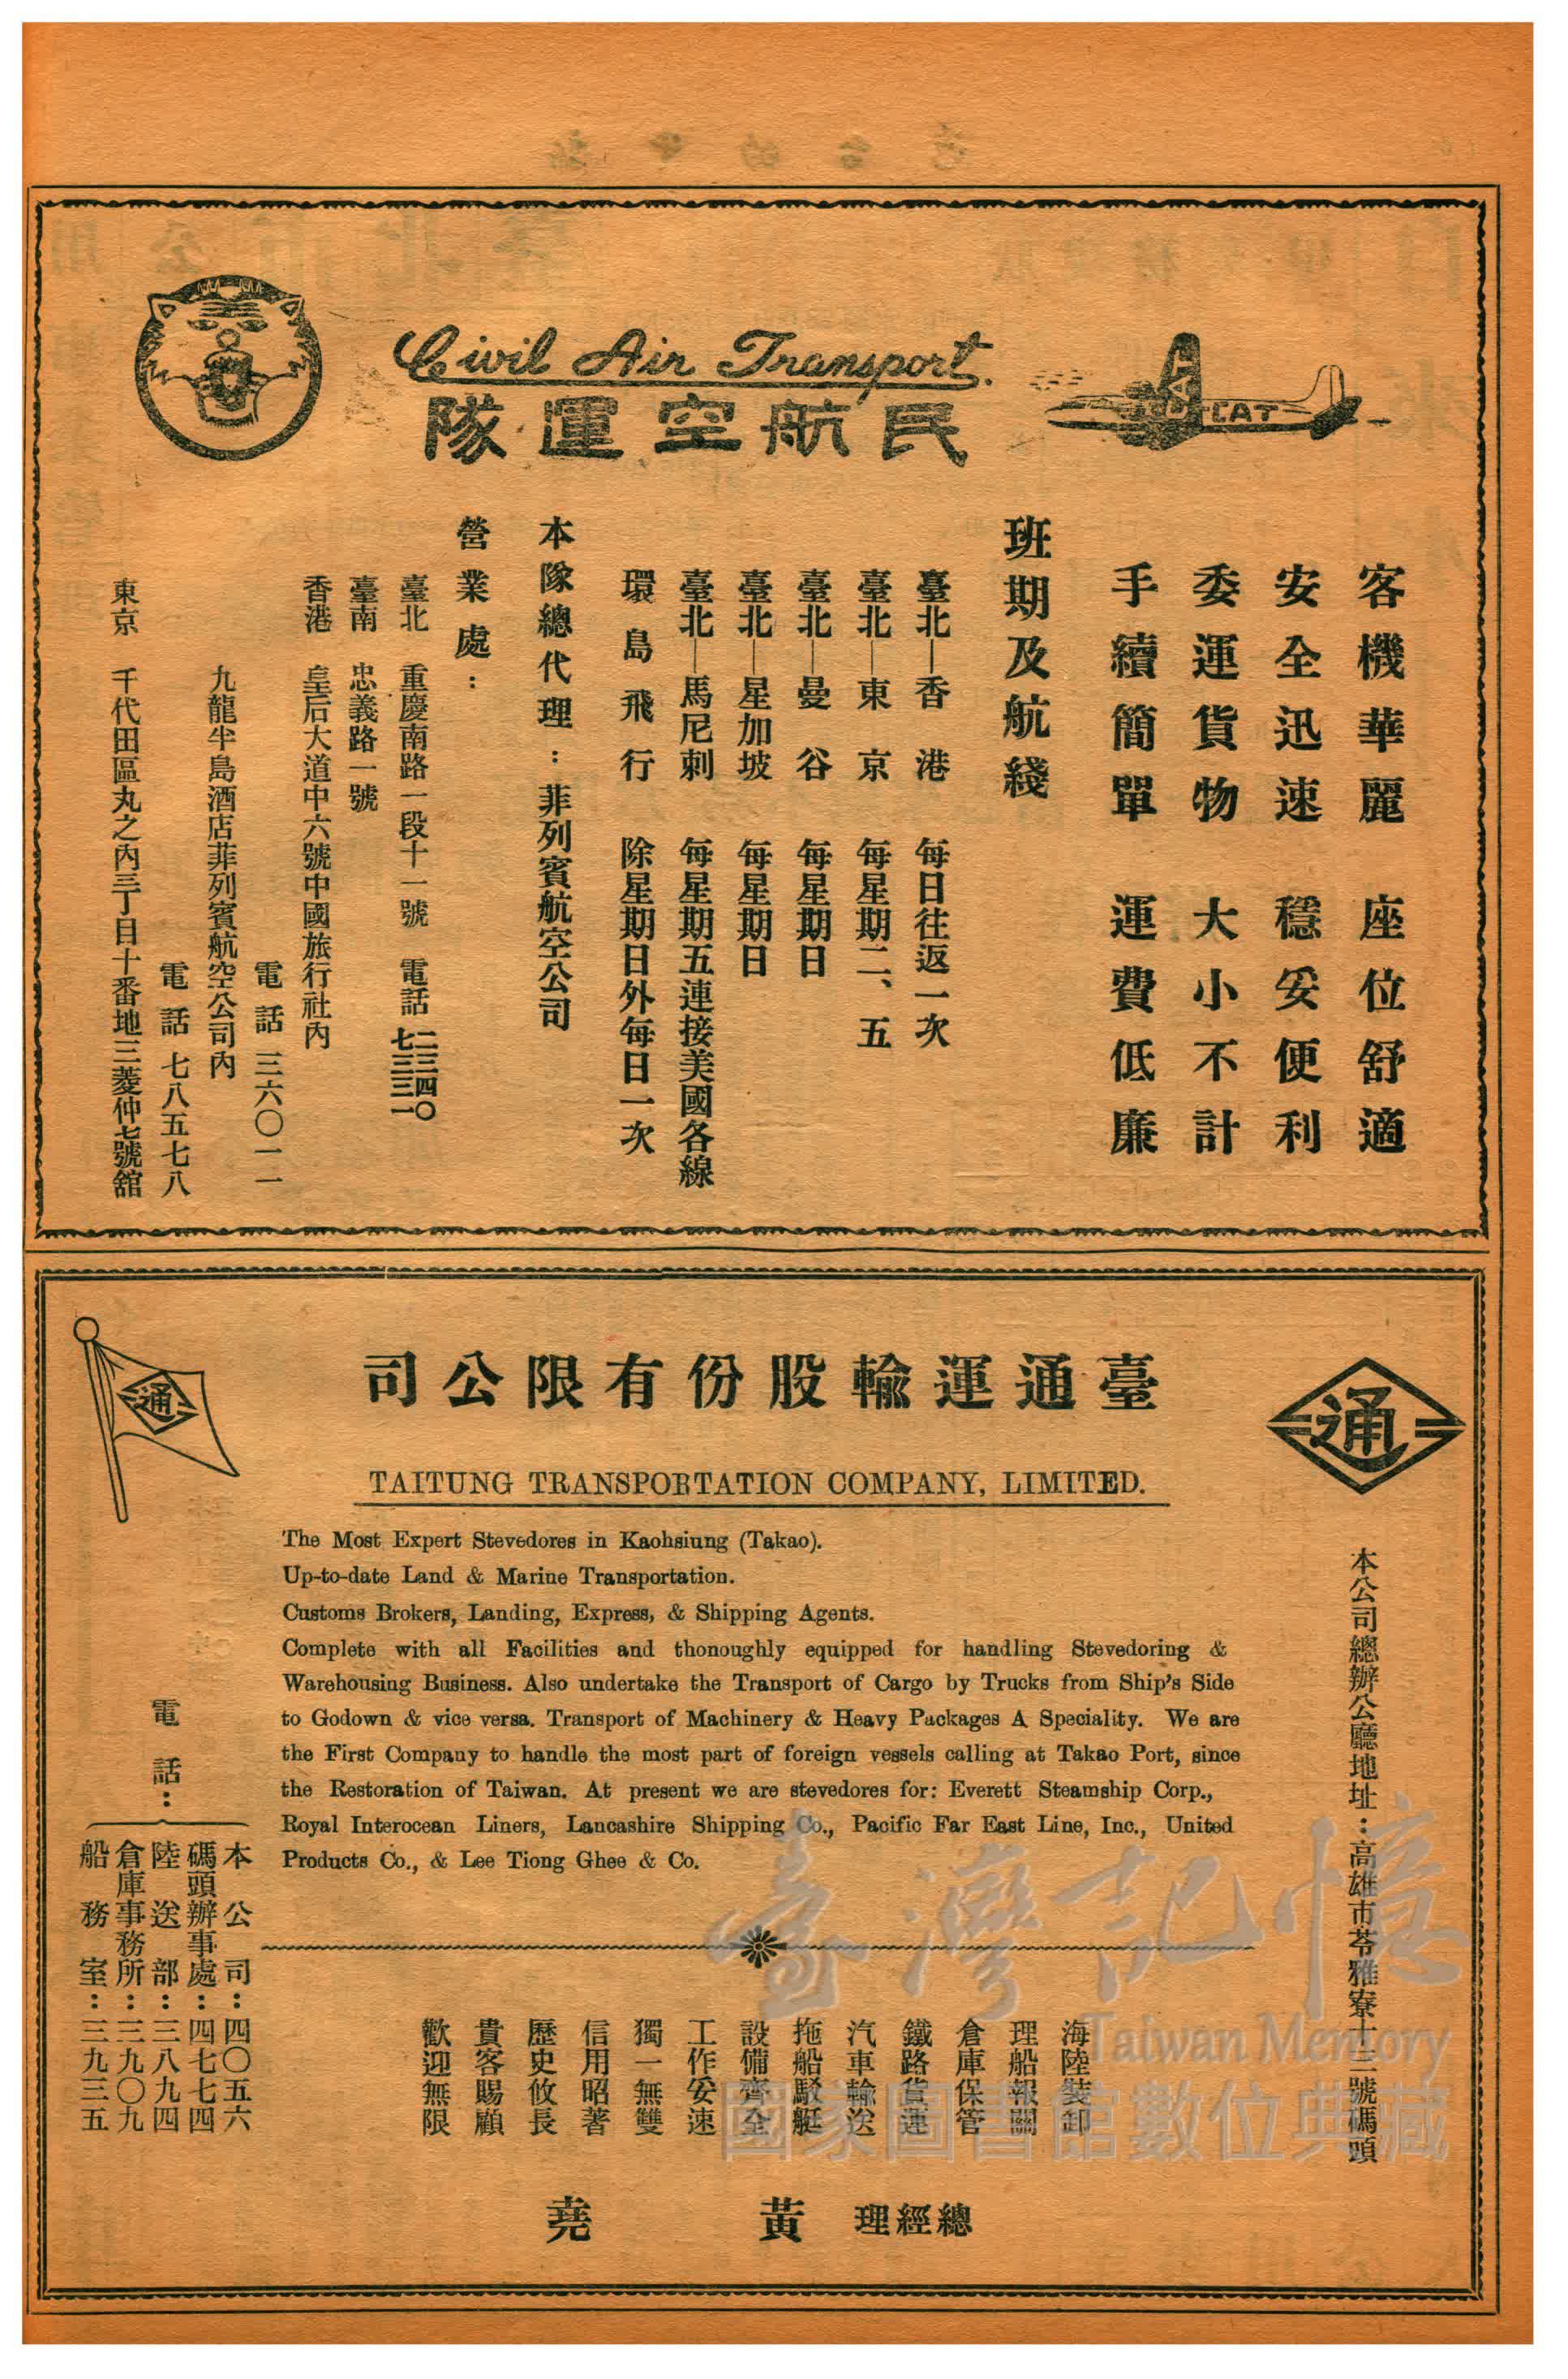 Civil Air Transport.
民航空運隊
CAT
客機華麗 座位舒適
安全迅速 穩妥便利
委運貨物 大小不計
手續簡單 運費低廉
班期及航綫
臺北—香港 每日往返一次
臺北—東京 每星期二、五
臺北—曼谷 每星期日
臺北—星加坡 每星期日
臺北—馬尼剌 每星期五連接美國各線
環島飛行 除星期日外每日一次
本隊總代理：菲列賓航空公司
營業處：
臺北 重慶南路一段十一號 電話 二三四〇 七三三一
臺南 忠義路一號
香港 皇后大道中六號中國旅行社內
電話 三六〇一一
九龍半島酒店菲列賓航空公司內
電話 七八五七八
東京 千代田區丸之內三丁目十番地三菱仲七號舘
通
通
臺通運輸股份有限公司
TAITUNG TRANSPORTATION COMPANY, LIMITED.
The Most Expert Stevedores in Kaohsiung (Takao).
Up-to-date Land & Marine Transportation.
Customs Brokers, Landing, Express, & Shipping Agents.
Complete with all Facilities and thonoughly equipped for handling Stevedoring &
Warehousing Business. Also undertake the Transport of Cargo by Trucks from Ship's Side
to Godown & vice versa. Transport of Machinery & Heavy Packages A Speciality. We are
the First Company to handle the most part of foreign vessels calling at Takao Port, since
the Restoration of Taiwan. At present we are stevedores for: Everett Steamship Corp.,
Royal Interocean Liners, Lancashire Shipping Co., Pacific Far East Line, Inc., United
Products Co., & Lee Tiong Ghee & Co.
本公司總辦公廳地址：高雄市苓雅寮十三號碼頭
海陸裝卸
理船報關
倉庫保管
鐵路貨運
汽車輸送
拖船駁艇
設備齊全
工作妥速
獨一無雙
信用昭著
歷史攸長
貴客賜顧
歡迎無限
總經理 黃堯
電話：
本公司：四〇五六
碼頭辦事處：四七七四
陸送部：三八九四
倉庫事務所：三九〇九
船務室：三九三五
臺灣記憶
Taiwan Memory
國家圖書館數位典藏